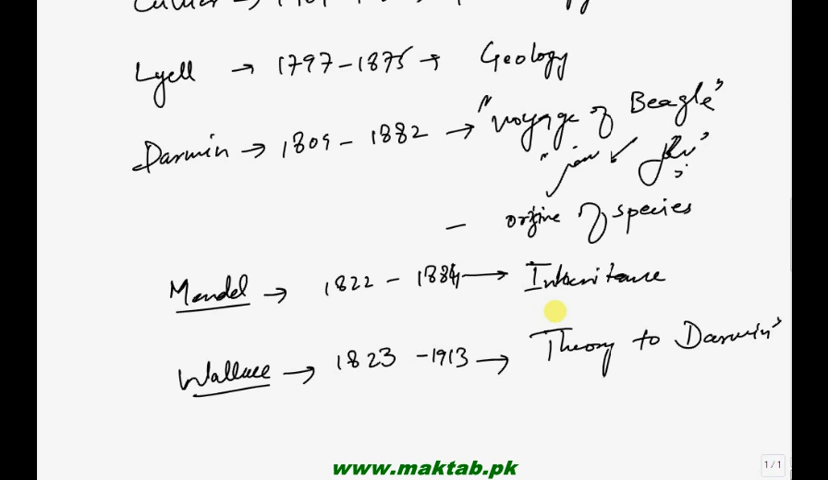 Lyell → 1797-1875 → Geology
Darwin → 1809 - 1882 → "Voyage of Beagle"
- origine of species
Mendel → 1822 - 1884 → Inheritance
Wallace → 1823 -1913 → Theory to Darwin'
www.maktab.pk
1/1